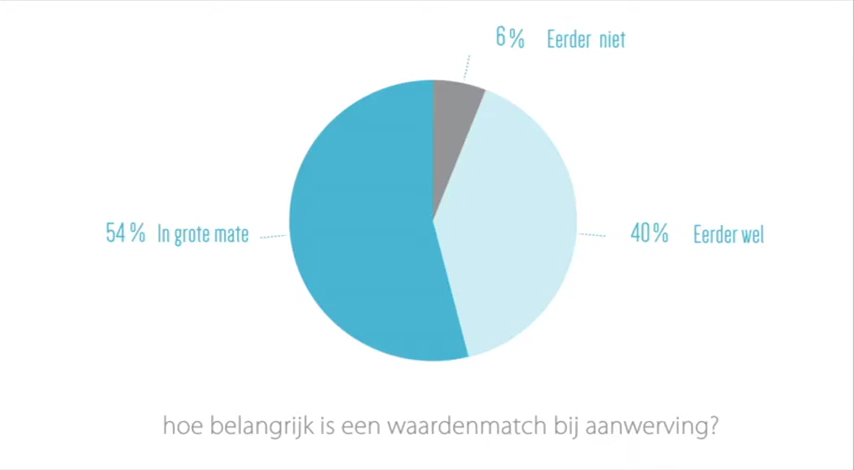 6% Eerder niet
54% In grote mate
40% Eerder wel
hoe belangrijk is een waardenmatch bij aanwerving?